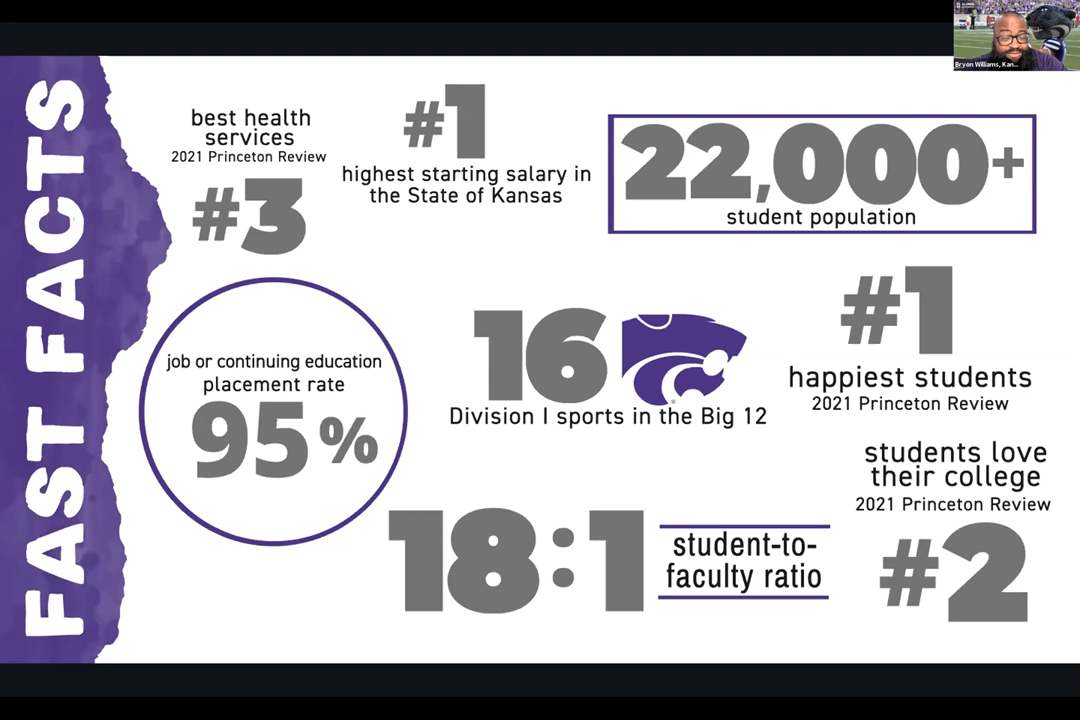 Bryon Williams, Kan...
FAST FACTS
best health
services
2021 Princeton Review
#3
#1
highest starting salary in
the State of Kansas
22,000+
student population
job or continuing education
placement rate
95%
16
Division I sports in the Big 12
#1
happiest students
2021 Princeton Review
18:1
student-to-
faculty ratio
students love
their college
2021 Princeton Review
#2